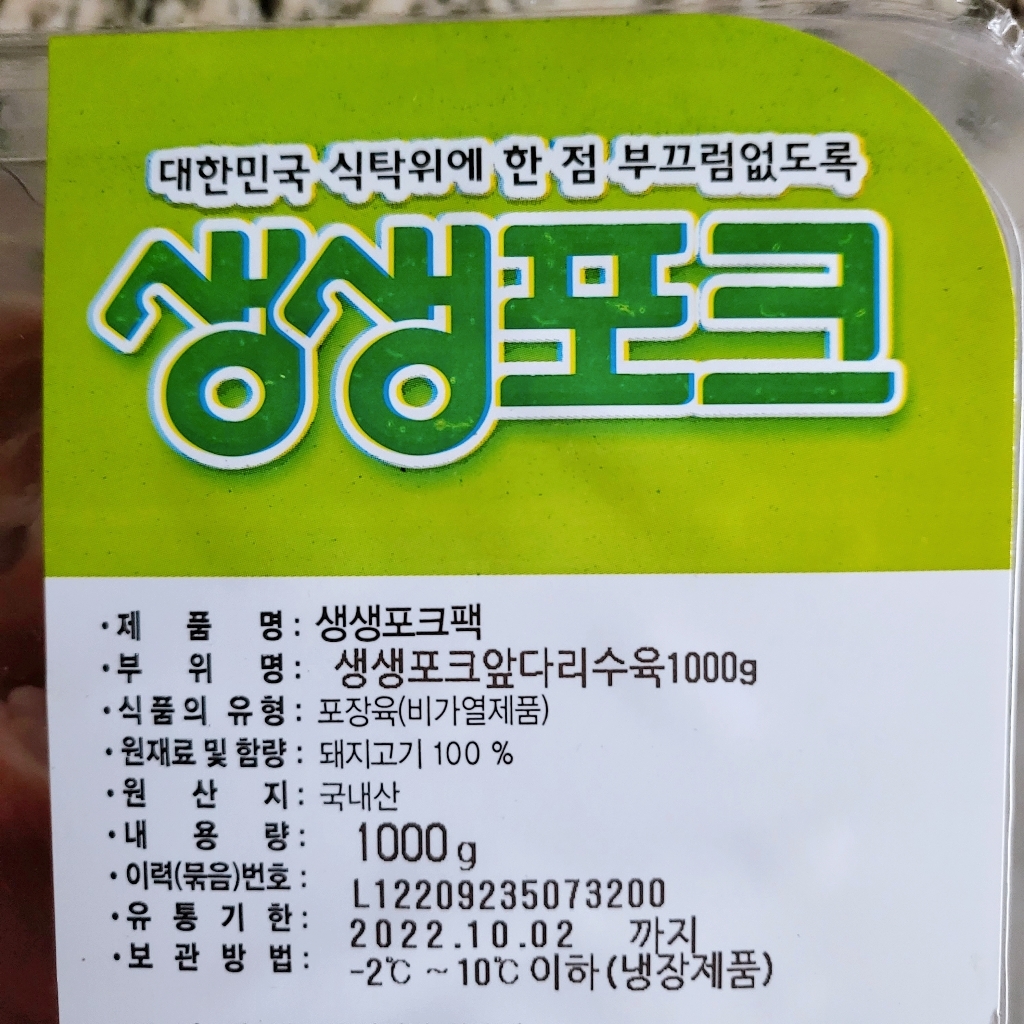 대한민국 식탁위에 한 점 부끄럼없도록
생생포크
·제 품 명: 생생포크팩
·부 위 명: 생생포크앞다리수육1000g
·식품의 유형: 포장육(비가열제품)
·원재료 및 함량: 돼지고기 100 %
·원 산 지: 국내산
·내 용 량: 1000g
·이력(묶음)번호: L12209235073200
·유 통 기 한: 2022.10.02 까지
·보 관 방 법: -2℃ ~ 10℃ 이하(냉장제품)